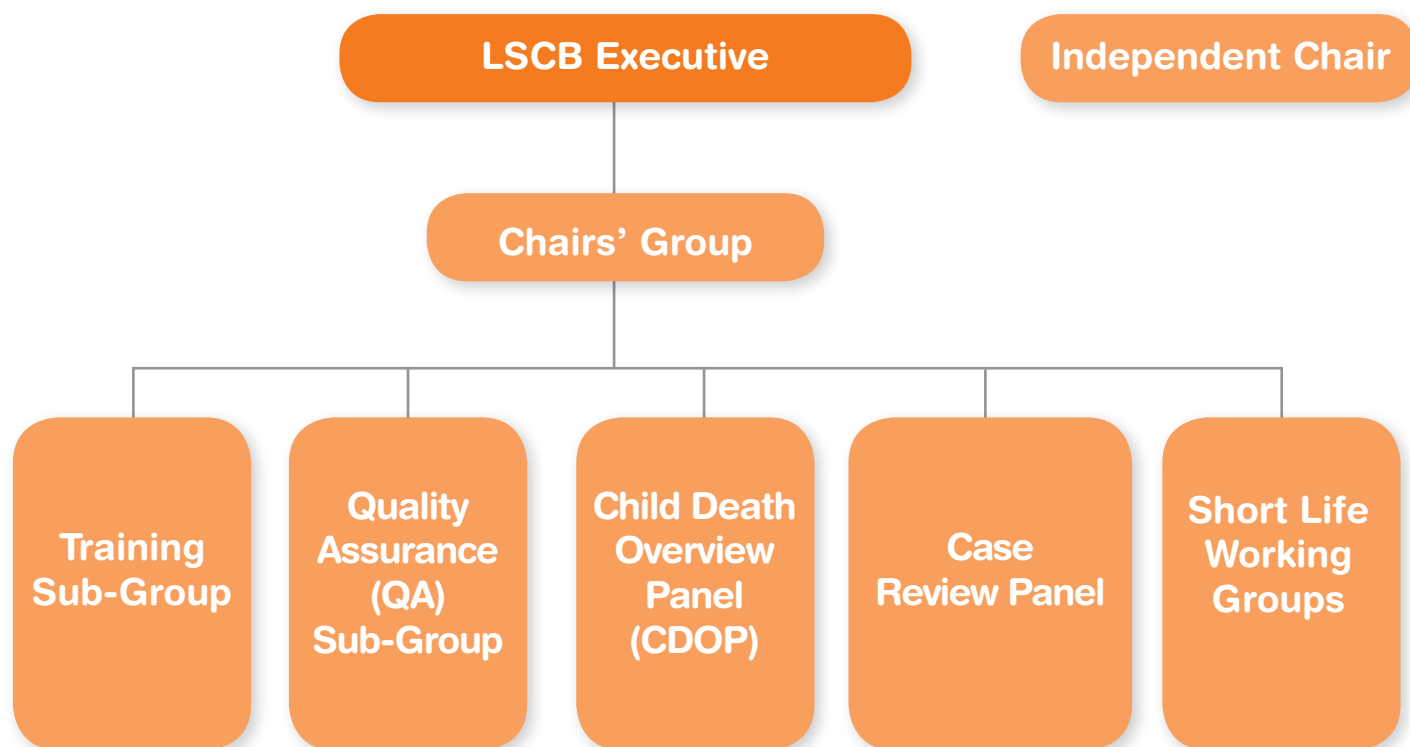 LSCB Executive
Independent Chair
Chairs’ Group
Training
Sub-Group
Quality
Assurance
(QA)
Sub-Group
Child Death
Overview
Panel
(CDOP)
Case
Review Panel
Short Life
Working
Groups